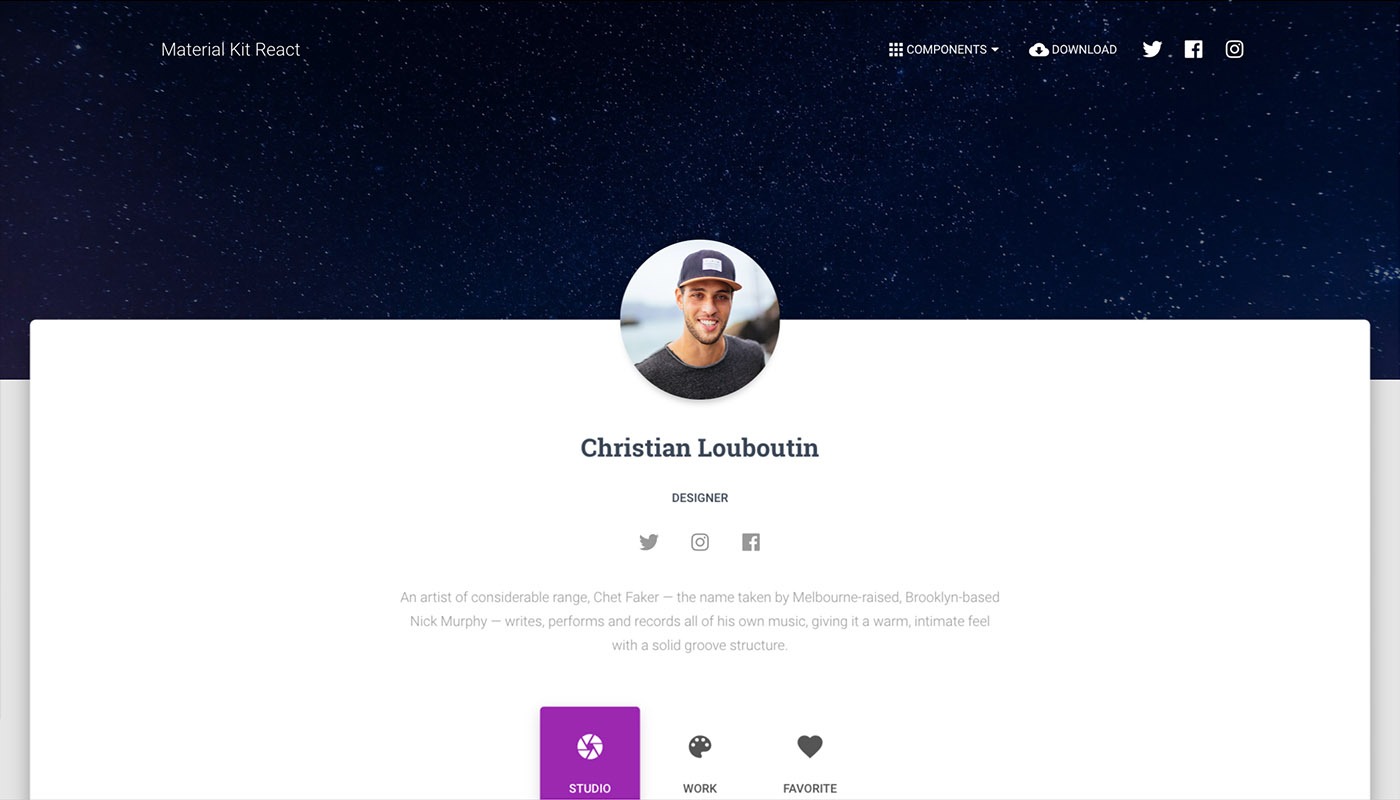 Material Kit React
COMPONENTS
DOWNLOAD
Christian Louboutin
DESIGNER
An artist of considerable range, Chet Faker — the name taken by Melbourne-raised, Brooklyn-based
Nick Murphy — writes, performs and records all of his own music, giving it a warm, intimate feel
with a solid groove structure.
STUDIO
WORK
FAVORITE